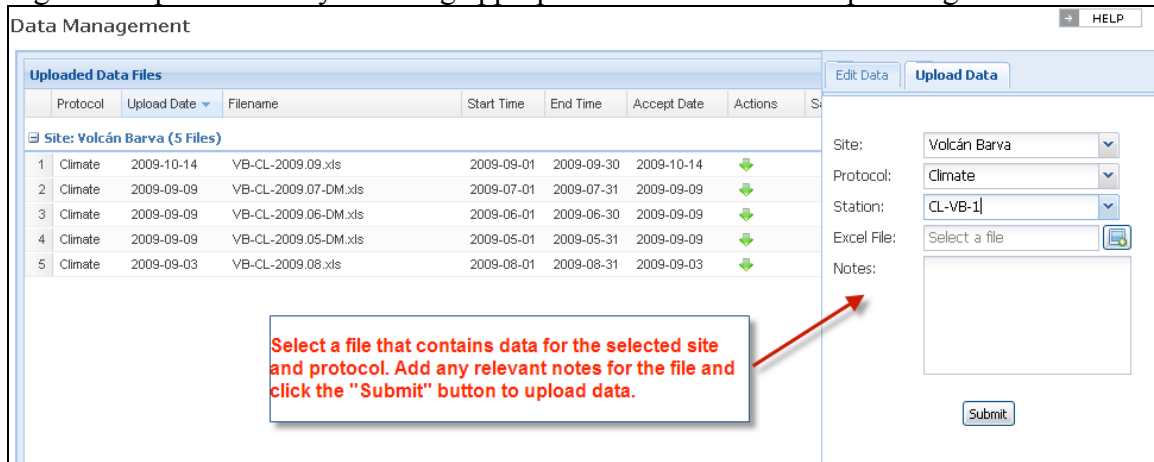 Data Management
HELP
Uploaded Data Files
Protocol Upload Date Filename Start Time End Time Accept Date Actions
Site: Volcán Barva (5 Files)
1 Climate 2009-10-14 VB-CL-2009.09.xls 2009-09-01 2009-09-30 2009-10-14
2 Climate 2009-09-09 VB-CL-2009.07-DM.xls 2009-07-01 2009-07-31 2009-09-09
3 Climate 2009-09-09 VB-CL-2009.06-DM.xls 2009-06-01 2009-06-30 2009-09-09
4 Climate 2009-09-09 VB-CL-2009.05-DM.xls 2009-05-01 2009-05-31 2009-09-09
5 Climate 2009-09-03 VB-CL-2009.08.xls 2009-08-01 2009-08-31 2009-09-03
Edit Data Upload Data
Site: Volcán Barva
Protocol: Climate
Station: CL-VB-1
Excel File: Select a file
Notes:
Select a file that contains data for the selected site
and protocol. Add any relevant notes for the file and
click the "Submit" button to upload data.
Submit